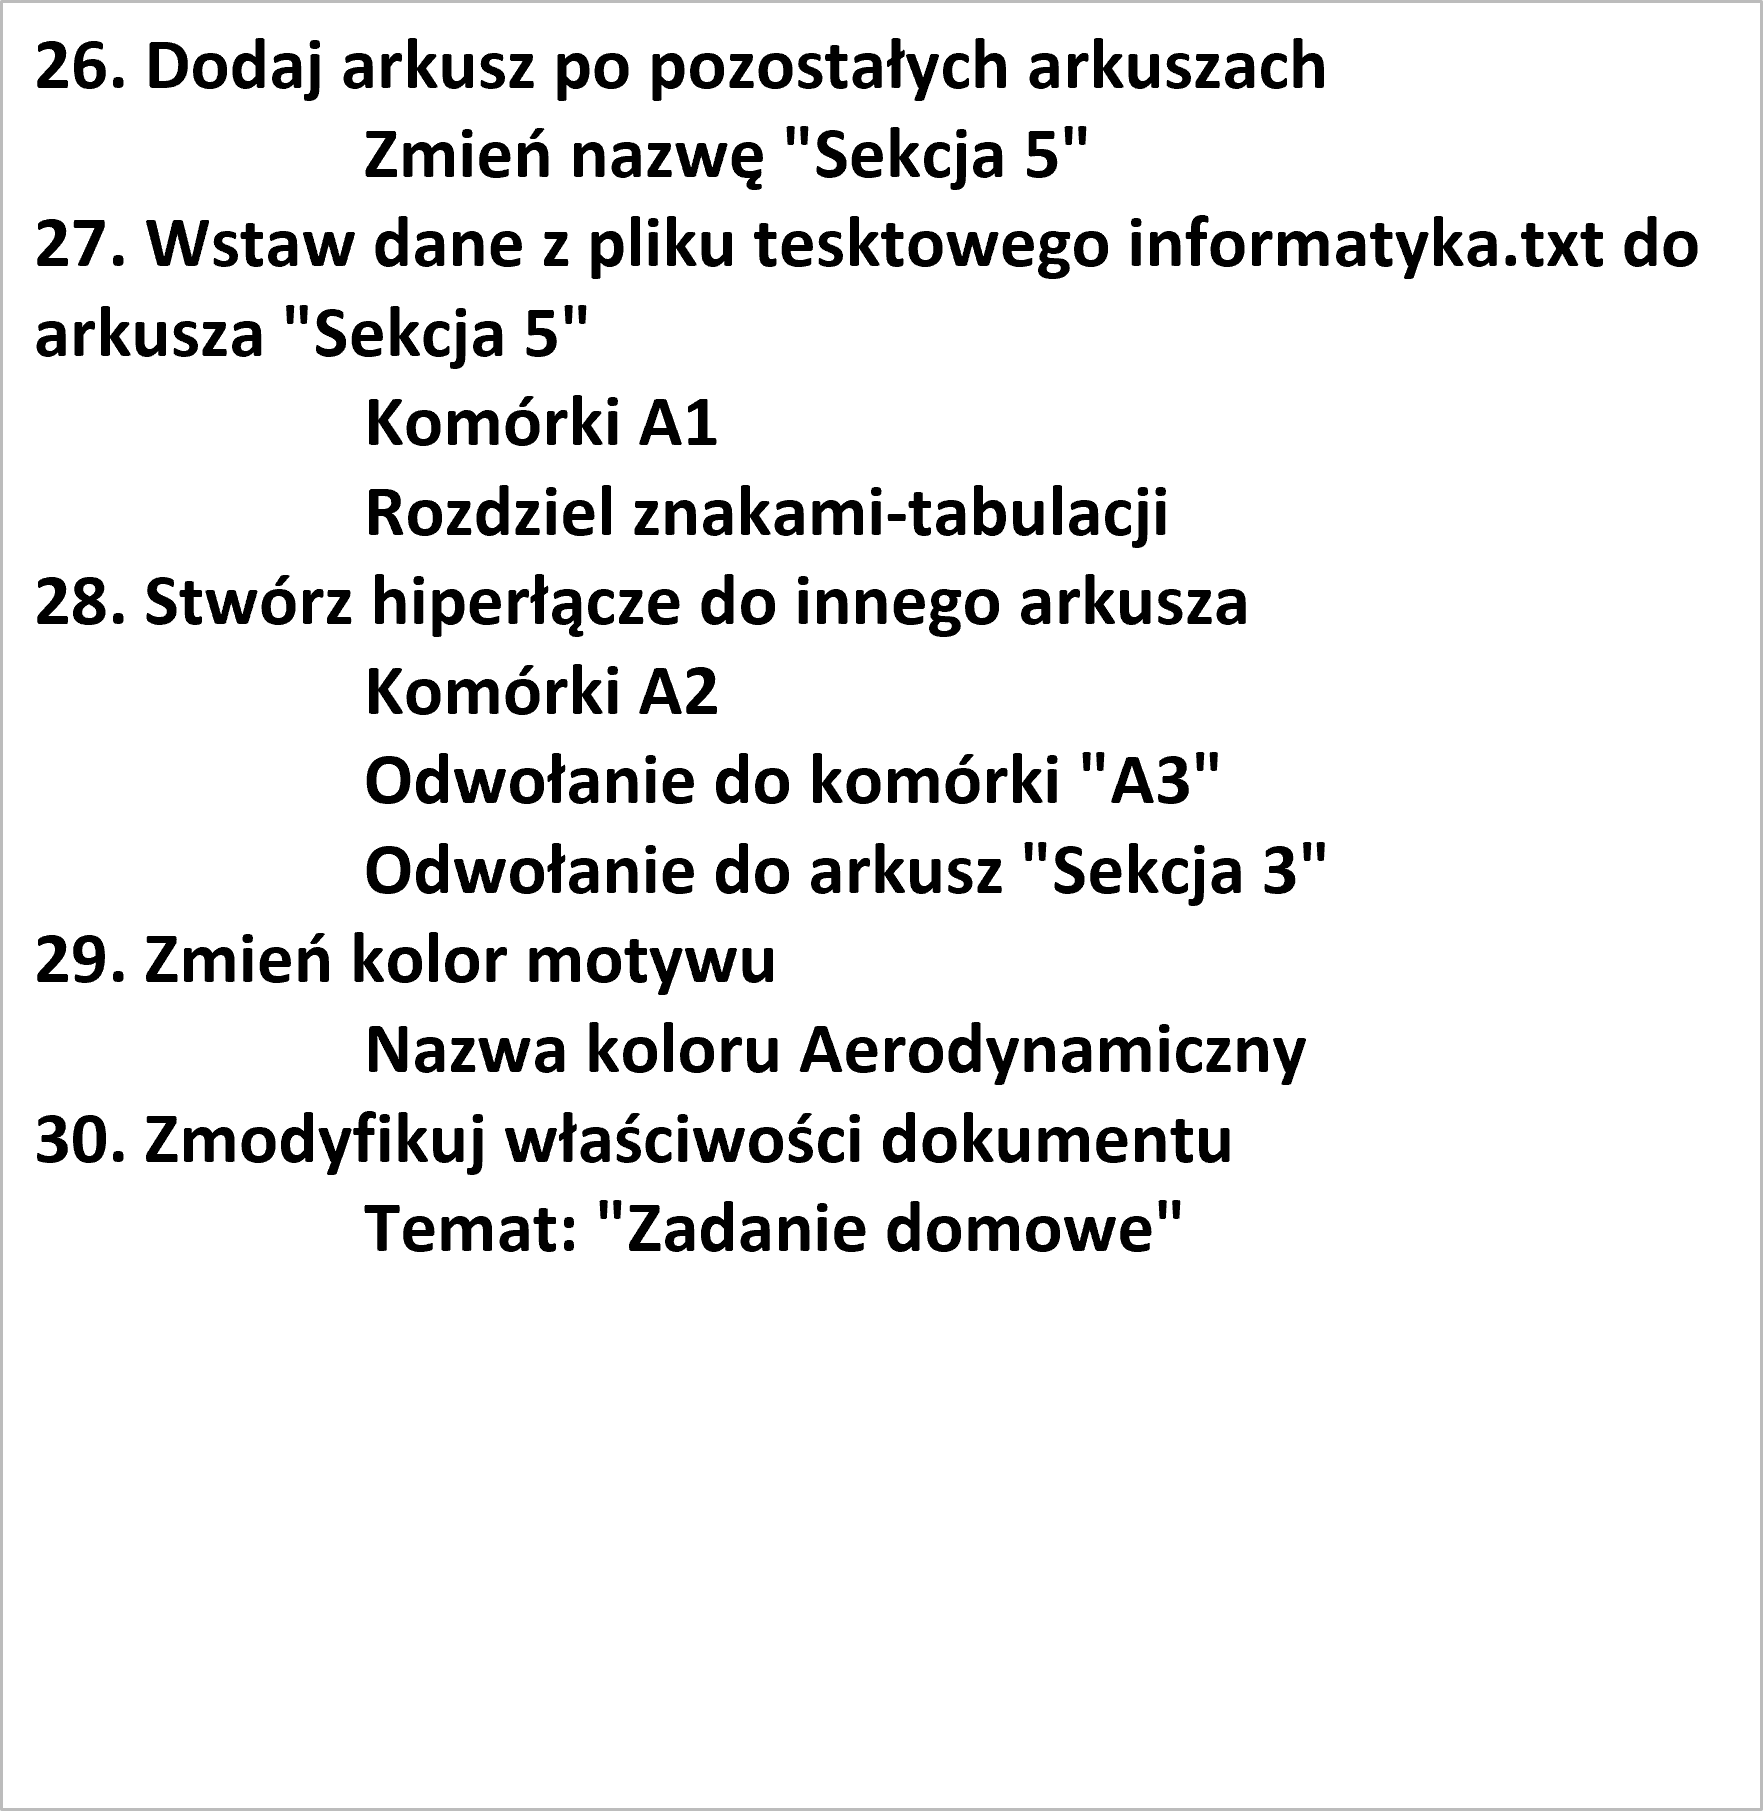 26. Dodaj arkusz po pozostałych arkuszach
Zmień nazwę "Sekcja 5"
27. Wstaw dane z pliku tesktowego informatyka.txt do
arkusza "Sekcja 5"
Komórki A1
Rozdziel znakami-tabulacji
28. Stwórz hiperłącze do innego arkusza
Komórki A2
Odwołanie do komórki "A3"
Odwołanie do arkusz "Sekcja 3"
29. Zmień kolor motywu
Nazwa koloru Aerodynamiczny
30. Zmodyfikuj właściwości dokumentu
Temat: "Zadanie domowe"